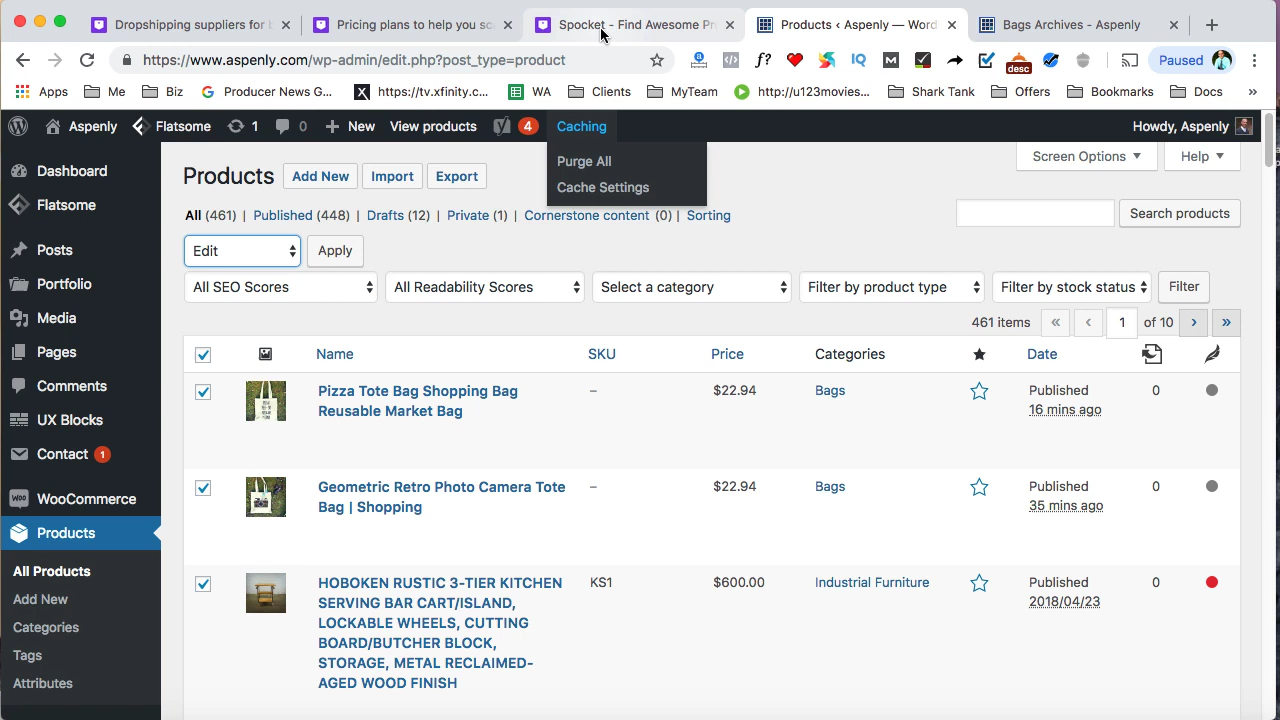 Dropshipping suppliers for
Pricing plans to help you sc
Spocket - Find Awesome Pr
Products ‹ Aspenly — Word
Bags Archives - Aspenly
https://www.aspenly.com/wp-admin/edit.php?post_type=product
f?
IQ
M
desc
Paused
Apps
Me
Biz
Producer News G...
X
https://tv.xfinity.c...
WA
Clients
MyTeam
http://u123movies...
Shark Tank
Offers
Bookmarks
Docs
»
Aspenly
Flatsome
1
0
New
View products
4
Caching
Howdy, Aspenly
Purge All
Cache Settings
Dashboard
Flatsome
Posts
Portfolio
Media
Pages
Comments
UX Blocks
Contact 1
WooCommerce
Products
All Products
Add New
Categories
Tags
Attributes
Screen Options
Help
Products
Add New
Import
Export
All (461) | Published (448) | Drafts (12) | Private (1) | Cornerstone content (0) | Sorting
Search products
Edit
Apply
All SEO Scores
All Readability Scores
Select a category
Filter by product type
Filter by stock status
Filter
461 items « ‹ 1 of 10 › »
Name SKU Price Categories Date
Pizza Tote Bag Shopping Bag
Reusable Market Bag
–
$22.94
Bags
Published
16 mins ago
0
Geometric Retro Photo Camera Tote
Bag | Shopping
–
$22.94
Bags
Published
35 mins ago
0
HOBOKEN RUSTIC 3-TIER KITCHEN
SERVING BAR CART/ISLAND,
LOCKABLE WHEELS, CUTTING
BOARD/BUTCHER BLOCK,
STORAGE, METAL RECLAIMED-
AGED WOOD FINISH
KS1
$600.00
Industrial Furniture
Published
2018/04/23
0